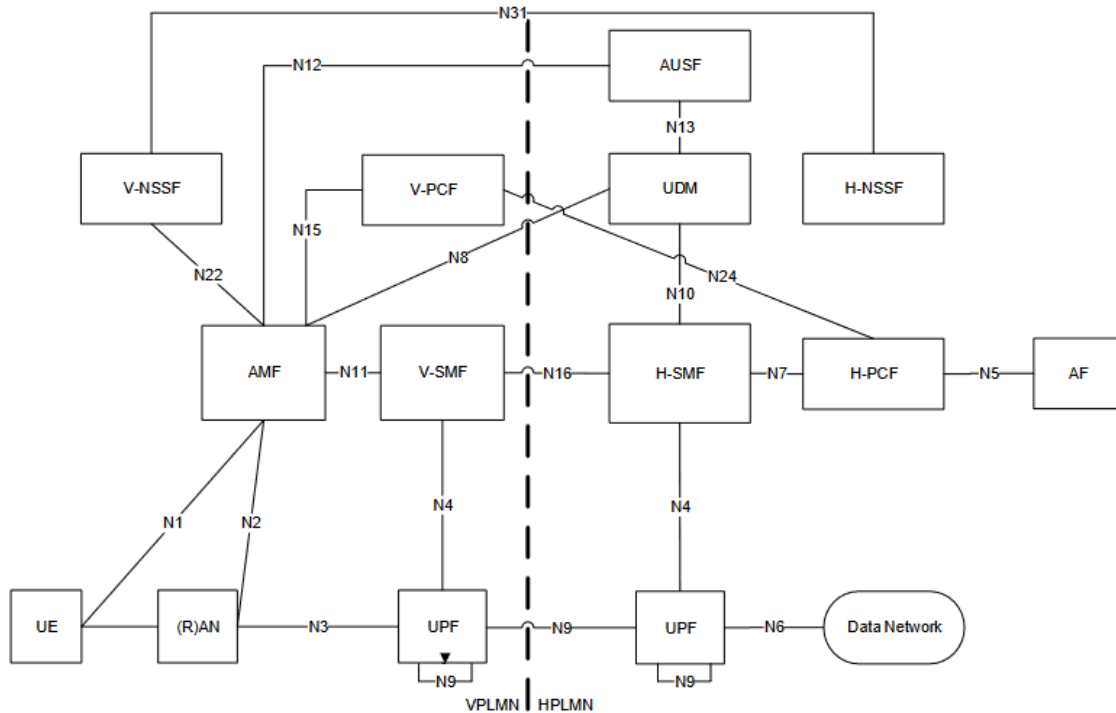 N31
N12
AUSF
N13
V-NSSF
V-PCF
UDM
H-NSSF
N15
N8
N22
N24
N10
AMF
N11
V-SMF
N16
H-SMF
N7
H-PCF
N5
AF
N1
N2
N4
N4
UE
(R)AN
N3
UPF
N9
UPF
N6
Data Network
N9
N9
VPLMN
HPLMN